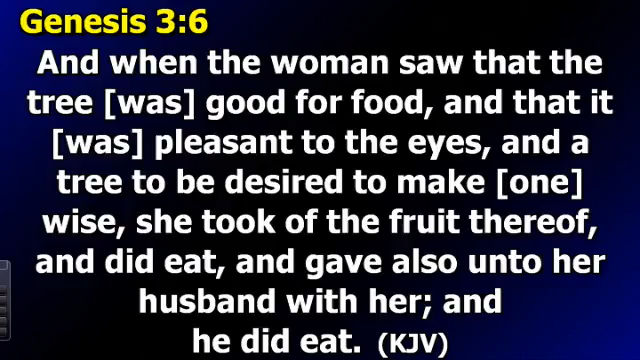 Genesis 3:6
And when the woman saw that the
tree [was] good for food, and that it
[was] pleasant to the eyes, and a
tree to be desired to make [one]
wise, she took of the fruit thereof,
and did eat, and gave also unto her
husband with her; and
he did eat. (KJV)